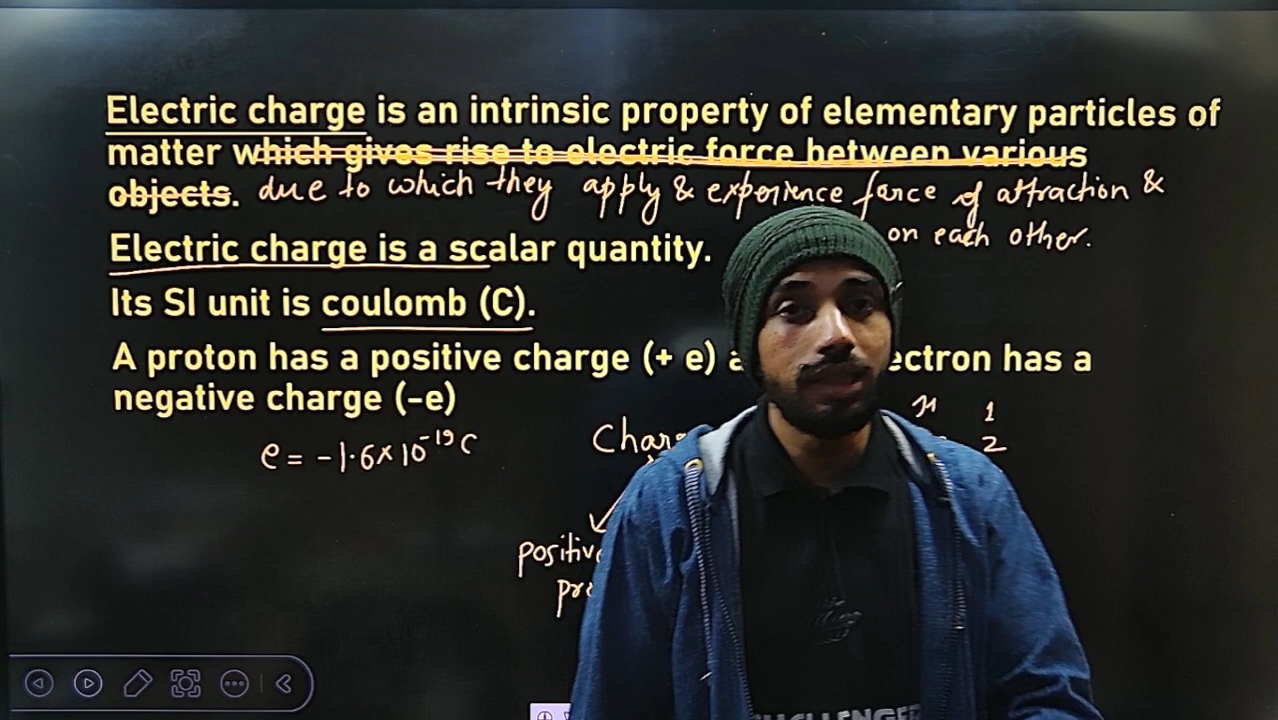 Electric charge is an intrinsic property of elementary particles of
matter which gives rise to electric force between various
objects. due to which they apply & experience force of attraction &
on each other.
Electric charge is a scalar quantity.
Its SI unit is coulomb (C).
A proton has a positive charge (+ e) a ectron has a
negative charge (-e)
e = -1.6×10⁻¹⁹ C
Charg
1
2
positive
pro
CHALLENGER